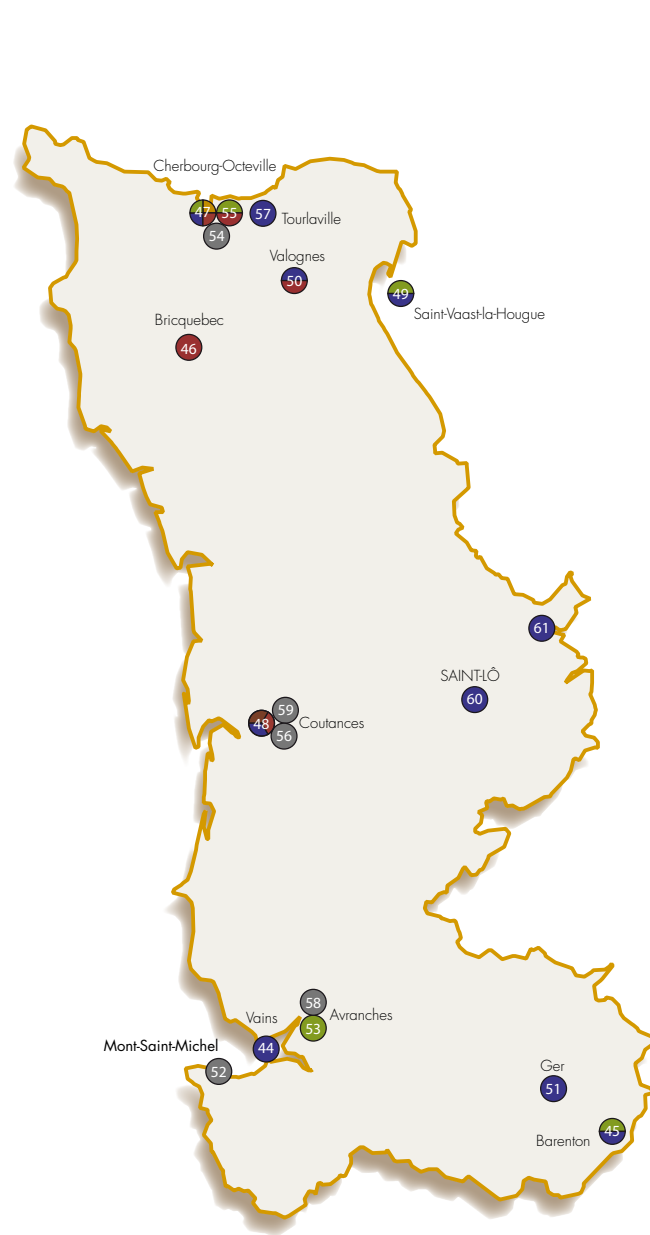 Cherbourg-Octeville
47 55 57 Tourlaville
54
Valognes
50
49
Saint-Vaast-la-Hougue
Bricquebec
46
61
SAINT-LÔ
60
59
48 Coutances
56
58
Avranches
53
Vains
44
Mont-Saint-Michel
52
Ger
51
45
Barenton